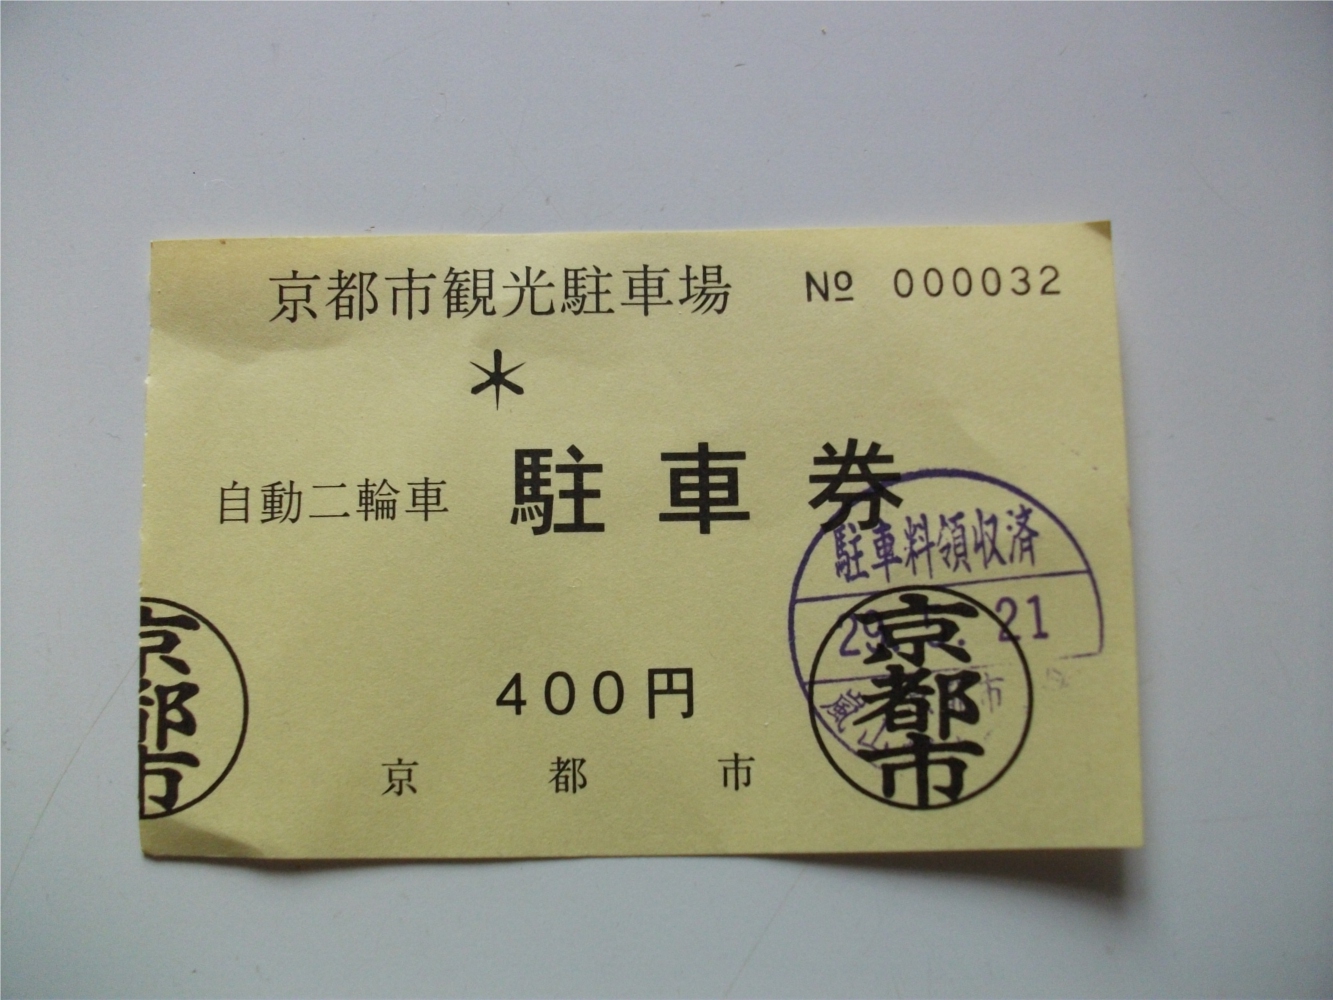 京都市観光駐車場 № 000032
*
自動二輪車 駐車券
駐車料領収済
29. 21
400円
京都市
京都市
京都市